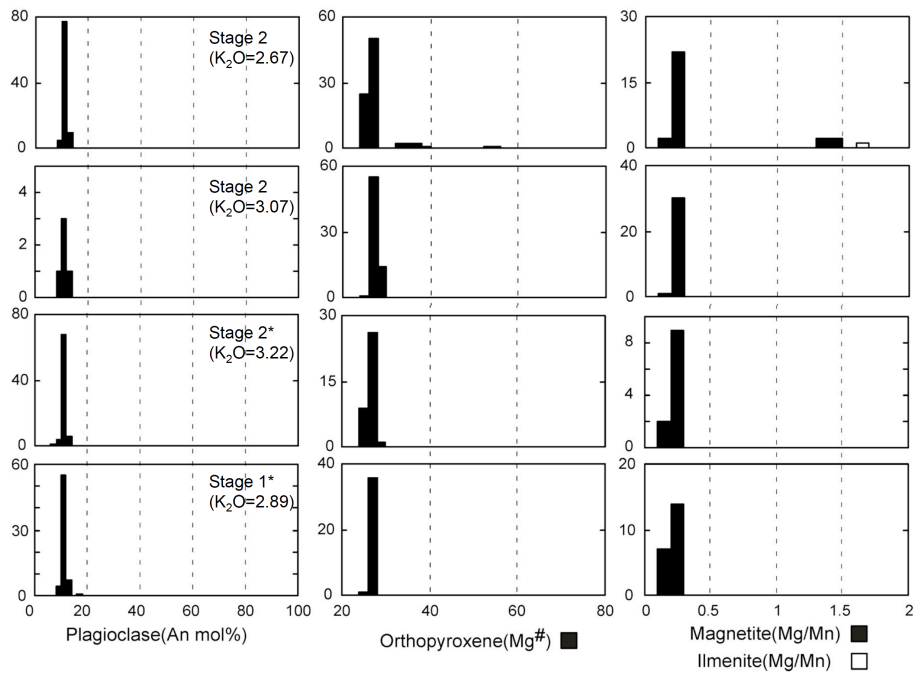 80
40
0
Stage 2
(K₂O=2.67)
60
30
0
30
15
0
4
2
0
Stage 2
(K₂O=3.07)
60
30
0
40
20
0
80
40
0
Stage 2*
(K₂O=3.22)
30
15
0
8
4
0
60
30
0
Stage 1*
(K₂O=2.89)
40
20
0
20
10
0
0 20 40 60 80 100
20 40 60 80
0 0.5 1 1.5 2
Plagioclase(An mol%)
Orthopyroxene(Mg#)
Magnetite(Mg/Mn)
Ilmenite(Mg/Mn)